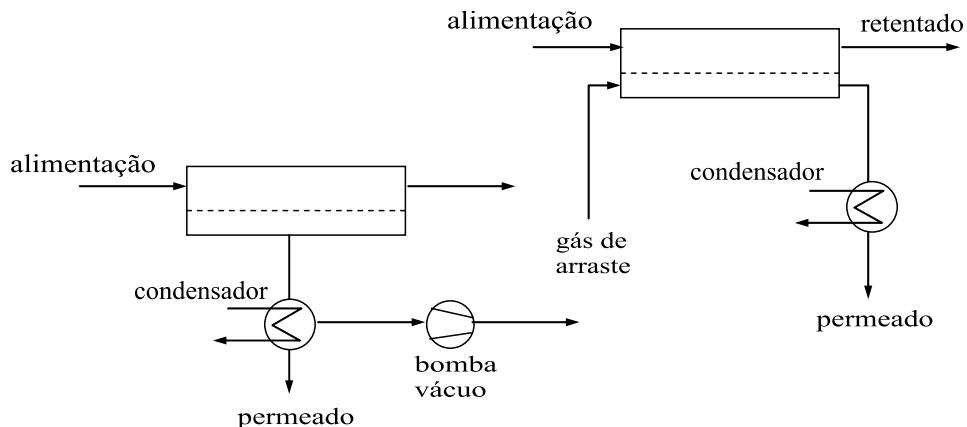 alimentação
retentado
condensador
gás de
arraste
permeado
alimentação
condensador
bomba
vácuo
permeado